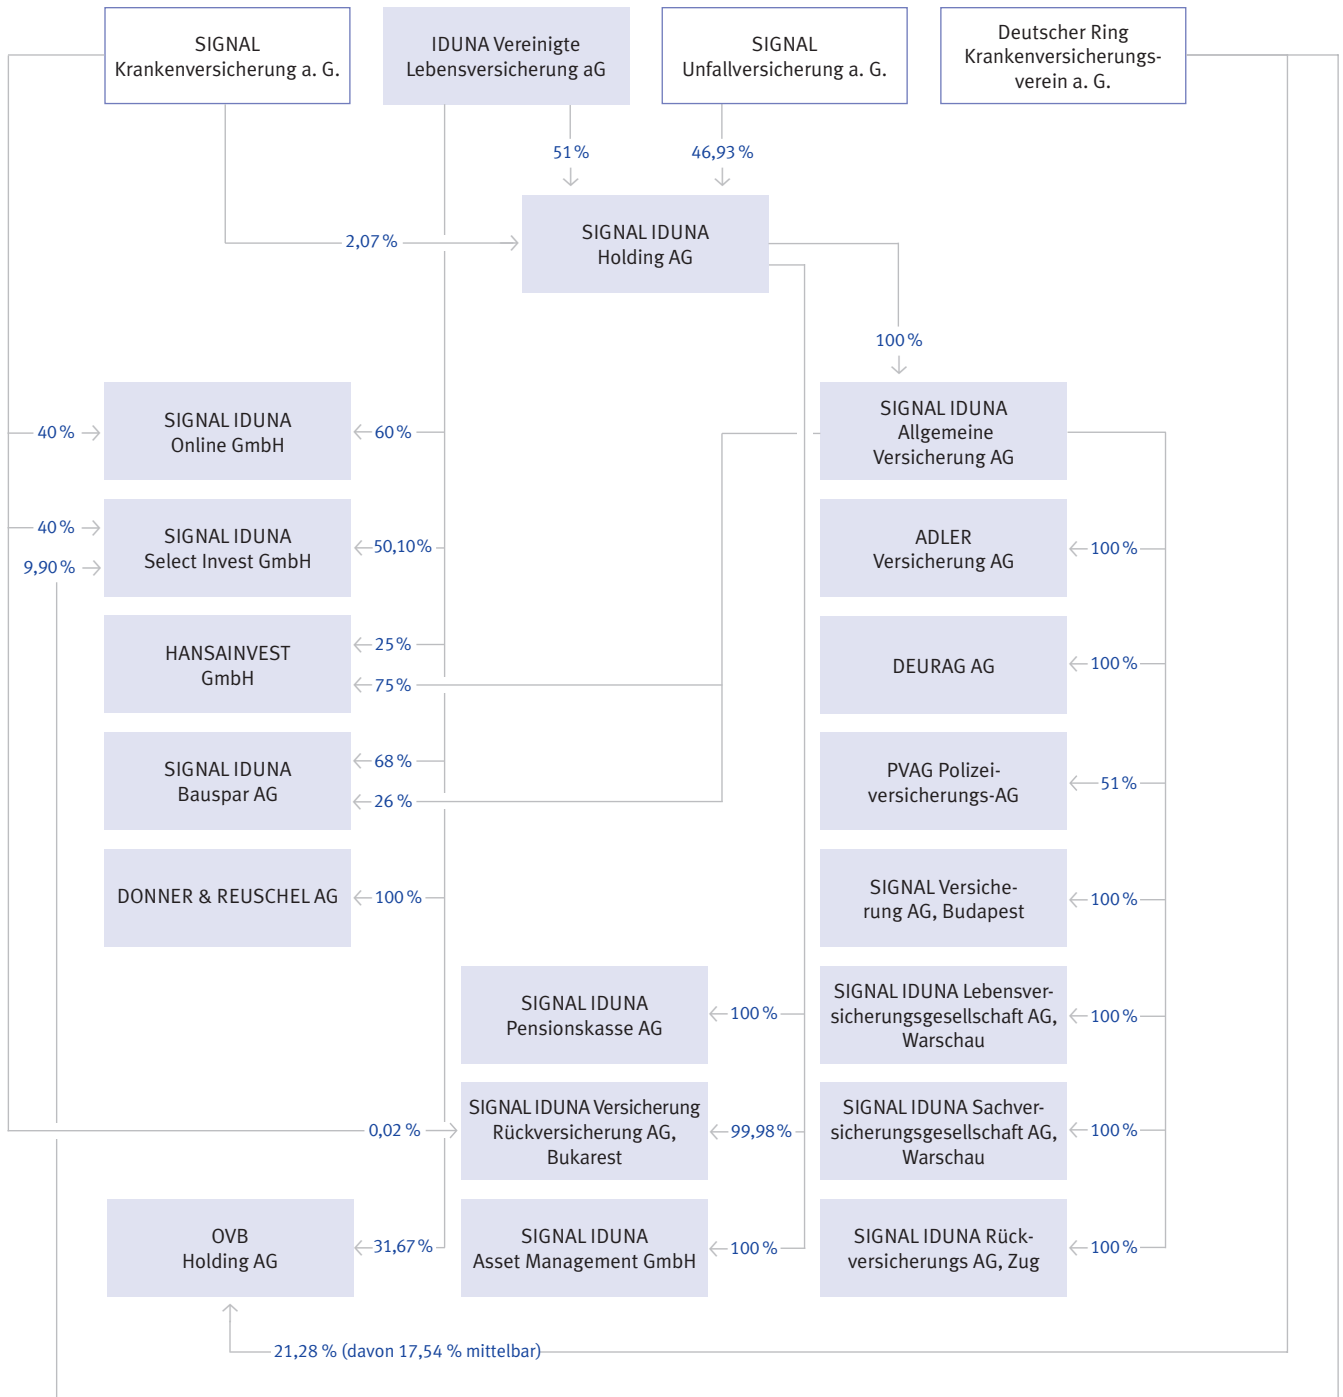 SIGNAL
Krankenversicherung a. G.
IDUNA Vereinigte
Lebensversicherung aG
SIGNAL
Unfallversicherung a. G.
Deutscher Ring
Krankenversicherungs-
verein a. G.
51 %
46,93 %
2,07 %
SIGNAL IDUNA
Holding AG
100 %
40 %
SIGNAL IDUNA
Online GmbH
60 %
SIGNAL IDUNA
Allgemeine
Versicherung AG
40 %
9,90 %
SIGNAL IDUNA
Select Invest GmbH
50,10 %
ADLER
Versicherung AG
100 %
HANSAINVEST
GmbH
25 %
75 %
DEURAG AG
100 %
SIGNAL IDUNA
Bauspar AG
68 %
26 %
PVAG Polizei-
versicherungs-AG
51 %
DONNER & REUSCHEL AG
100 %
SIGNAL Versiche-
rung AG, Budapest
100 %
SIGNAL IDUNA
Pensionskasse AG
100 %
SIGNAL IDUNA Lebensver-
sicherungsgesellschaft AG,
Warschau
100 %
0,02 %
SIGNAL IDUNA Versicherung
Rückversicherung AG,
Bukarest
99,98 %
SIGNAL IDUNA Sachver-
sicherungsgesellschaft AG,
Warschau
100 %
OVB
Holding AG
31,67 %
SIGNAL IDUNA
Asset Management GmbH
100 %
SIGNAL IDUNA Rück-
versicherungs AG, Zug
100 %
21,28 % (davon 17,54 % mittelbar)